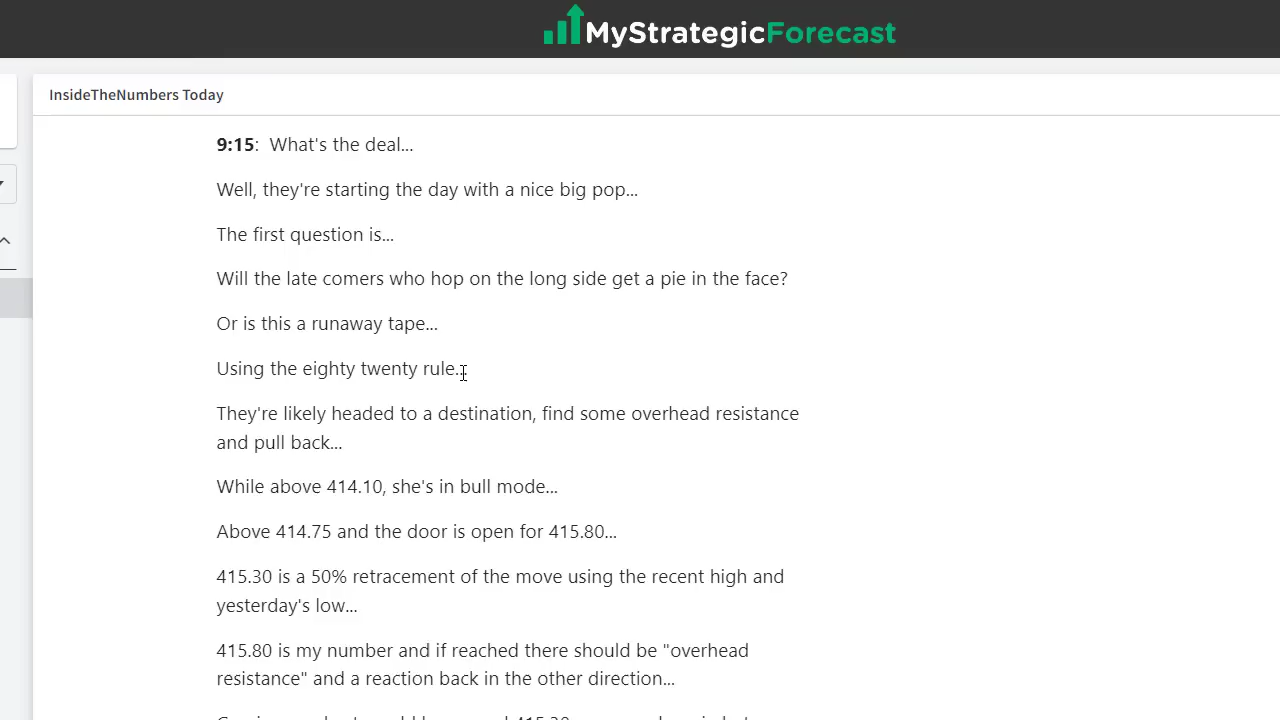 MyStrategicForecast
InsideTheNumbers Today
9:15:  What's the deal...
Well, they're starting the day with a nice big pop...
The first question is...
Will the late comers who hop on the long side get a pie in the face?
Or is this a runaway tape...
Using the eighty twenty rule..
They're likely headed to a destination, find some overhead resistance
and pull back...
While above 414.10, she's in bull mode...
Above 414.75 and the door is open for 415.80...
415.30 is a 50% retracement of the move using the recent high and
yesterday's low...
415.80 is my number and if reached there should be "overhead
resistance" and a reaction back in the other direction...